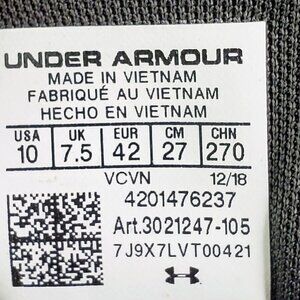 UNDER ARMOUR
MADE IN VIETNAM
FABRIQUÉ AU VIETNAM
HECHO EN VIETNAM
USA UK EUR CM CHN
10 7.5 42 27 270
VCVN 12/18
4201476237
Art.3021247-105
7J9X7LVT00421